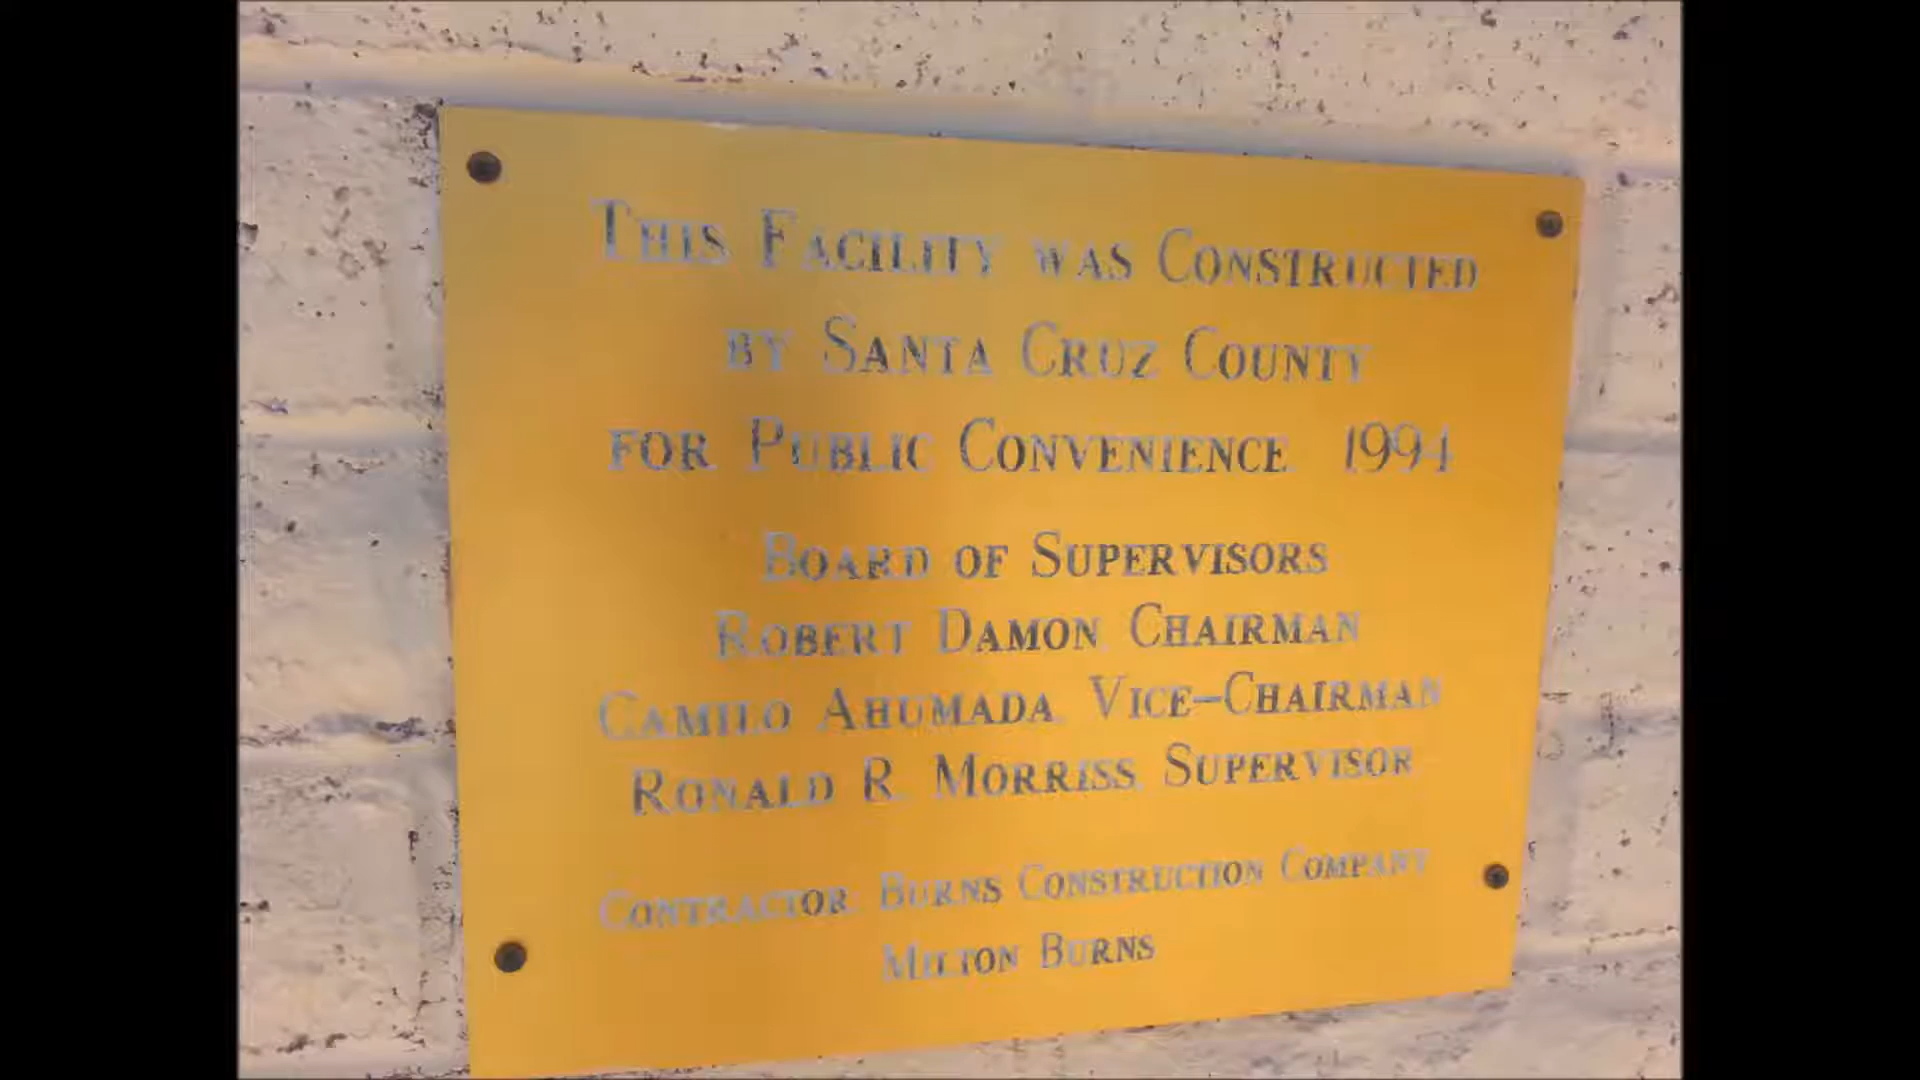 This Facility was Constructed
by Santa Cruz County
for Public Convenience 1994
Board of Supervisors
Robert Damon, Chairman
Camilo Ahumada, Vice-Chairman
Ronald R. Morriss, Supervisor
Contractor: Burns Construction Company
Milton Burns